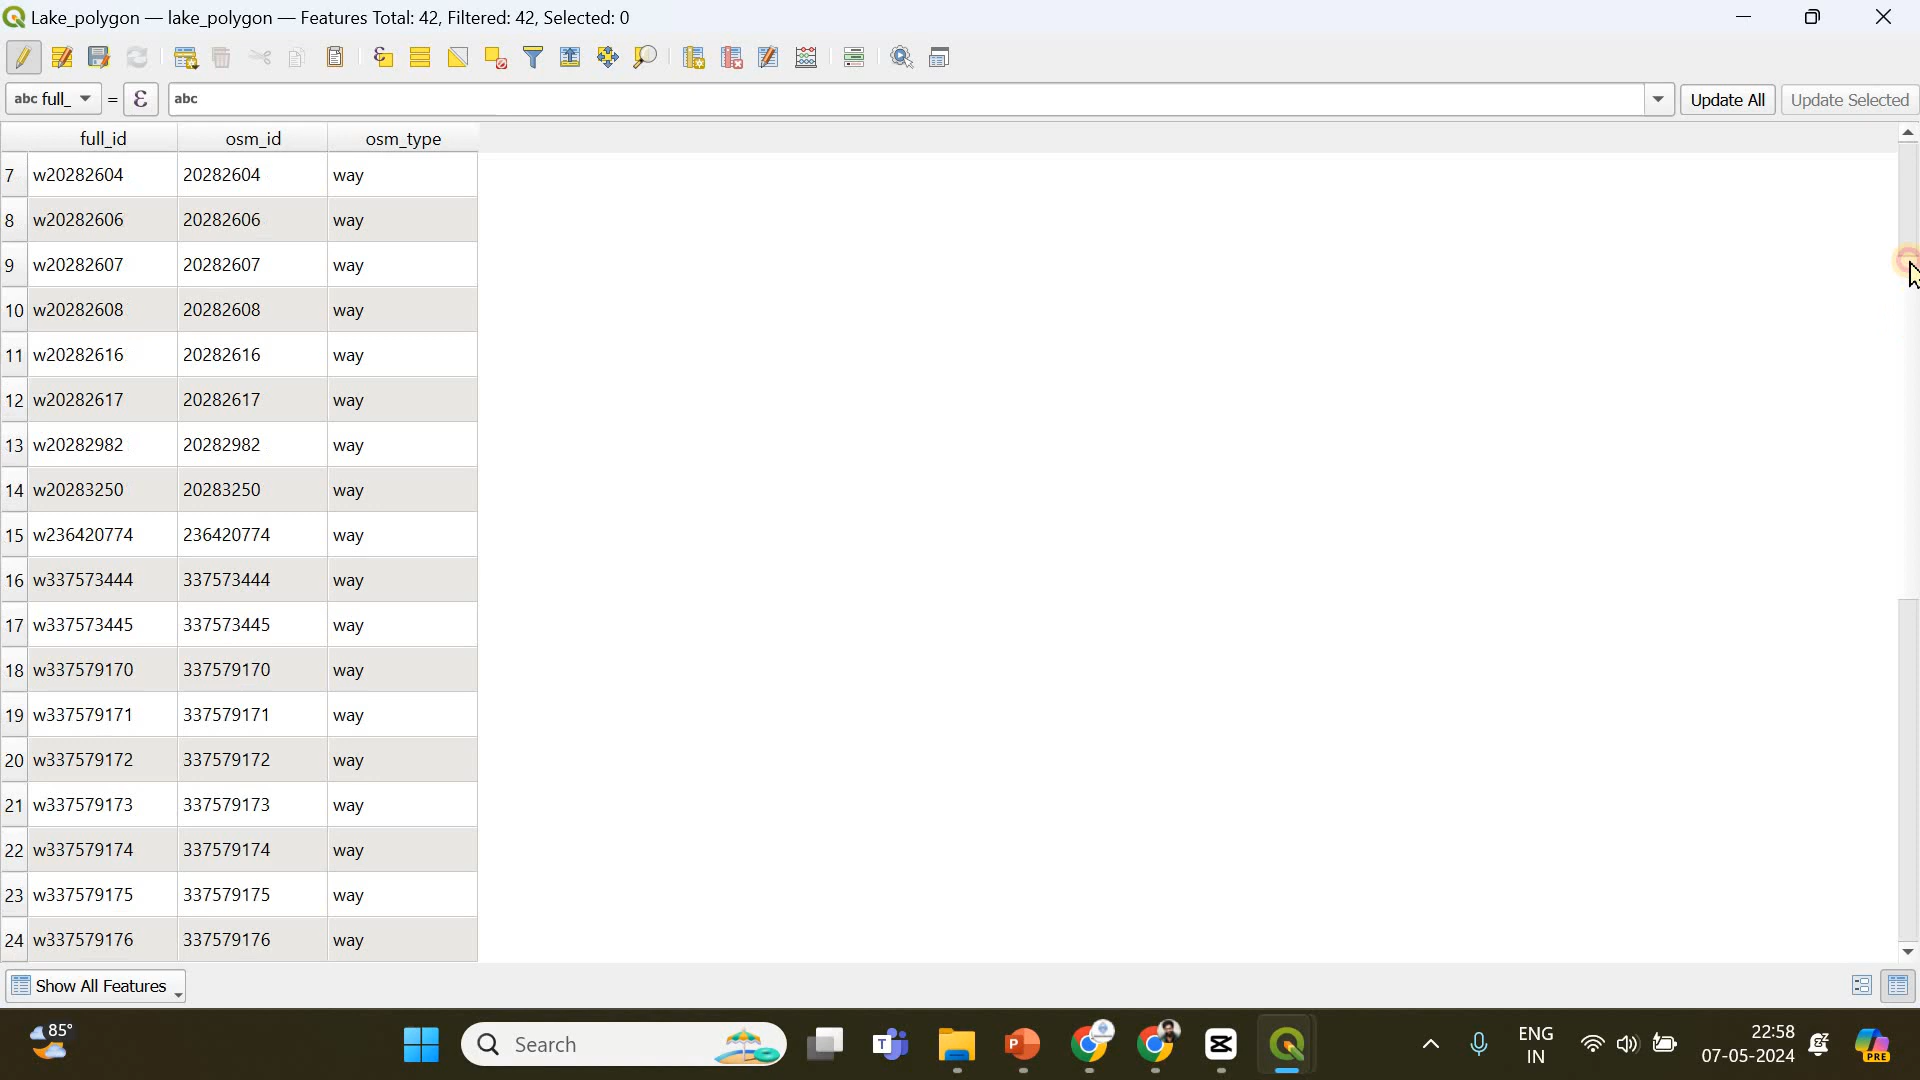 Lake_polygon — lake_polygon — Features Total: 42, Filtered: 42, Selected: 0
abc full_ = ε abc Update All Update Selected
full_id osm_id osm_type
7 w20282604 20282604 way
8 w20282606 20282606 way
9 w20282607 20282607 way
10 w20282608 20282608 way
11 w20282616 20282616 way
12 w20282617 20282617 way
13 w20282982 20282982 way
14 w20283250 20283250 way
15 w236420774 236420774 way
16 w337573444 337573444 way
17 w337573445 337573445 way
18 w337579170 337579170 way
19 w337579171 337579171 way
20 w337579172 337579172 way
21 w337579173 337579173 way
22 w337579174 337579174 way
23 w337579175 337579175 way
24 w337579176 337579176 way
Show All Features
85° Search ENG 22:58
IN 07-05-2024 PRE